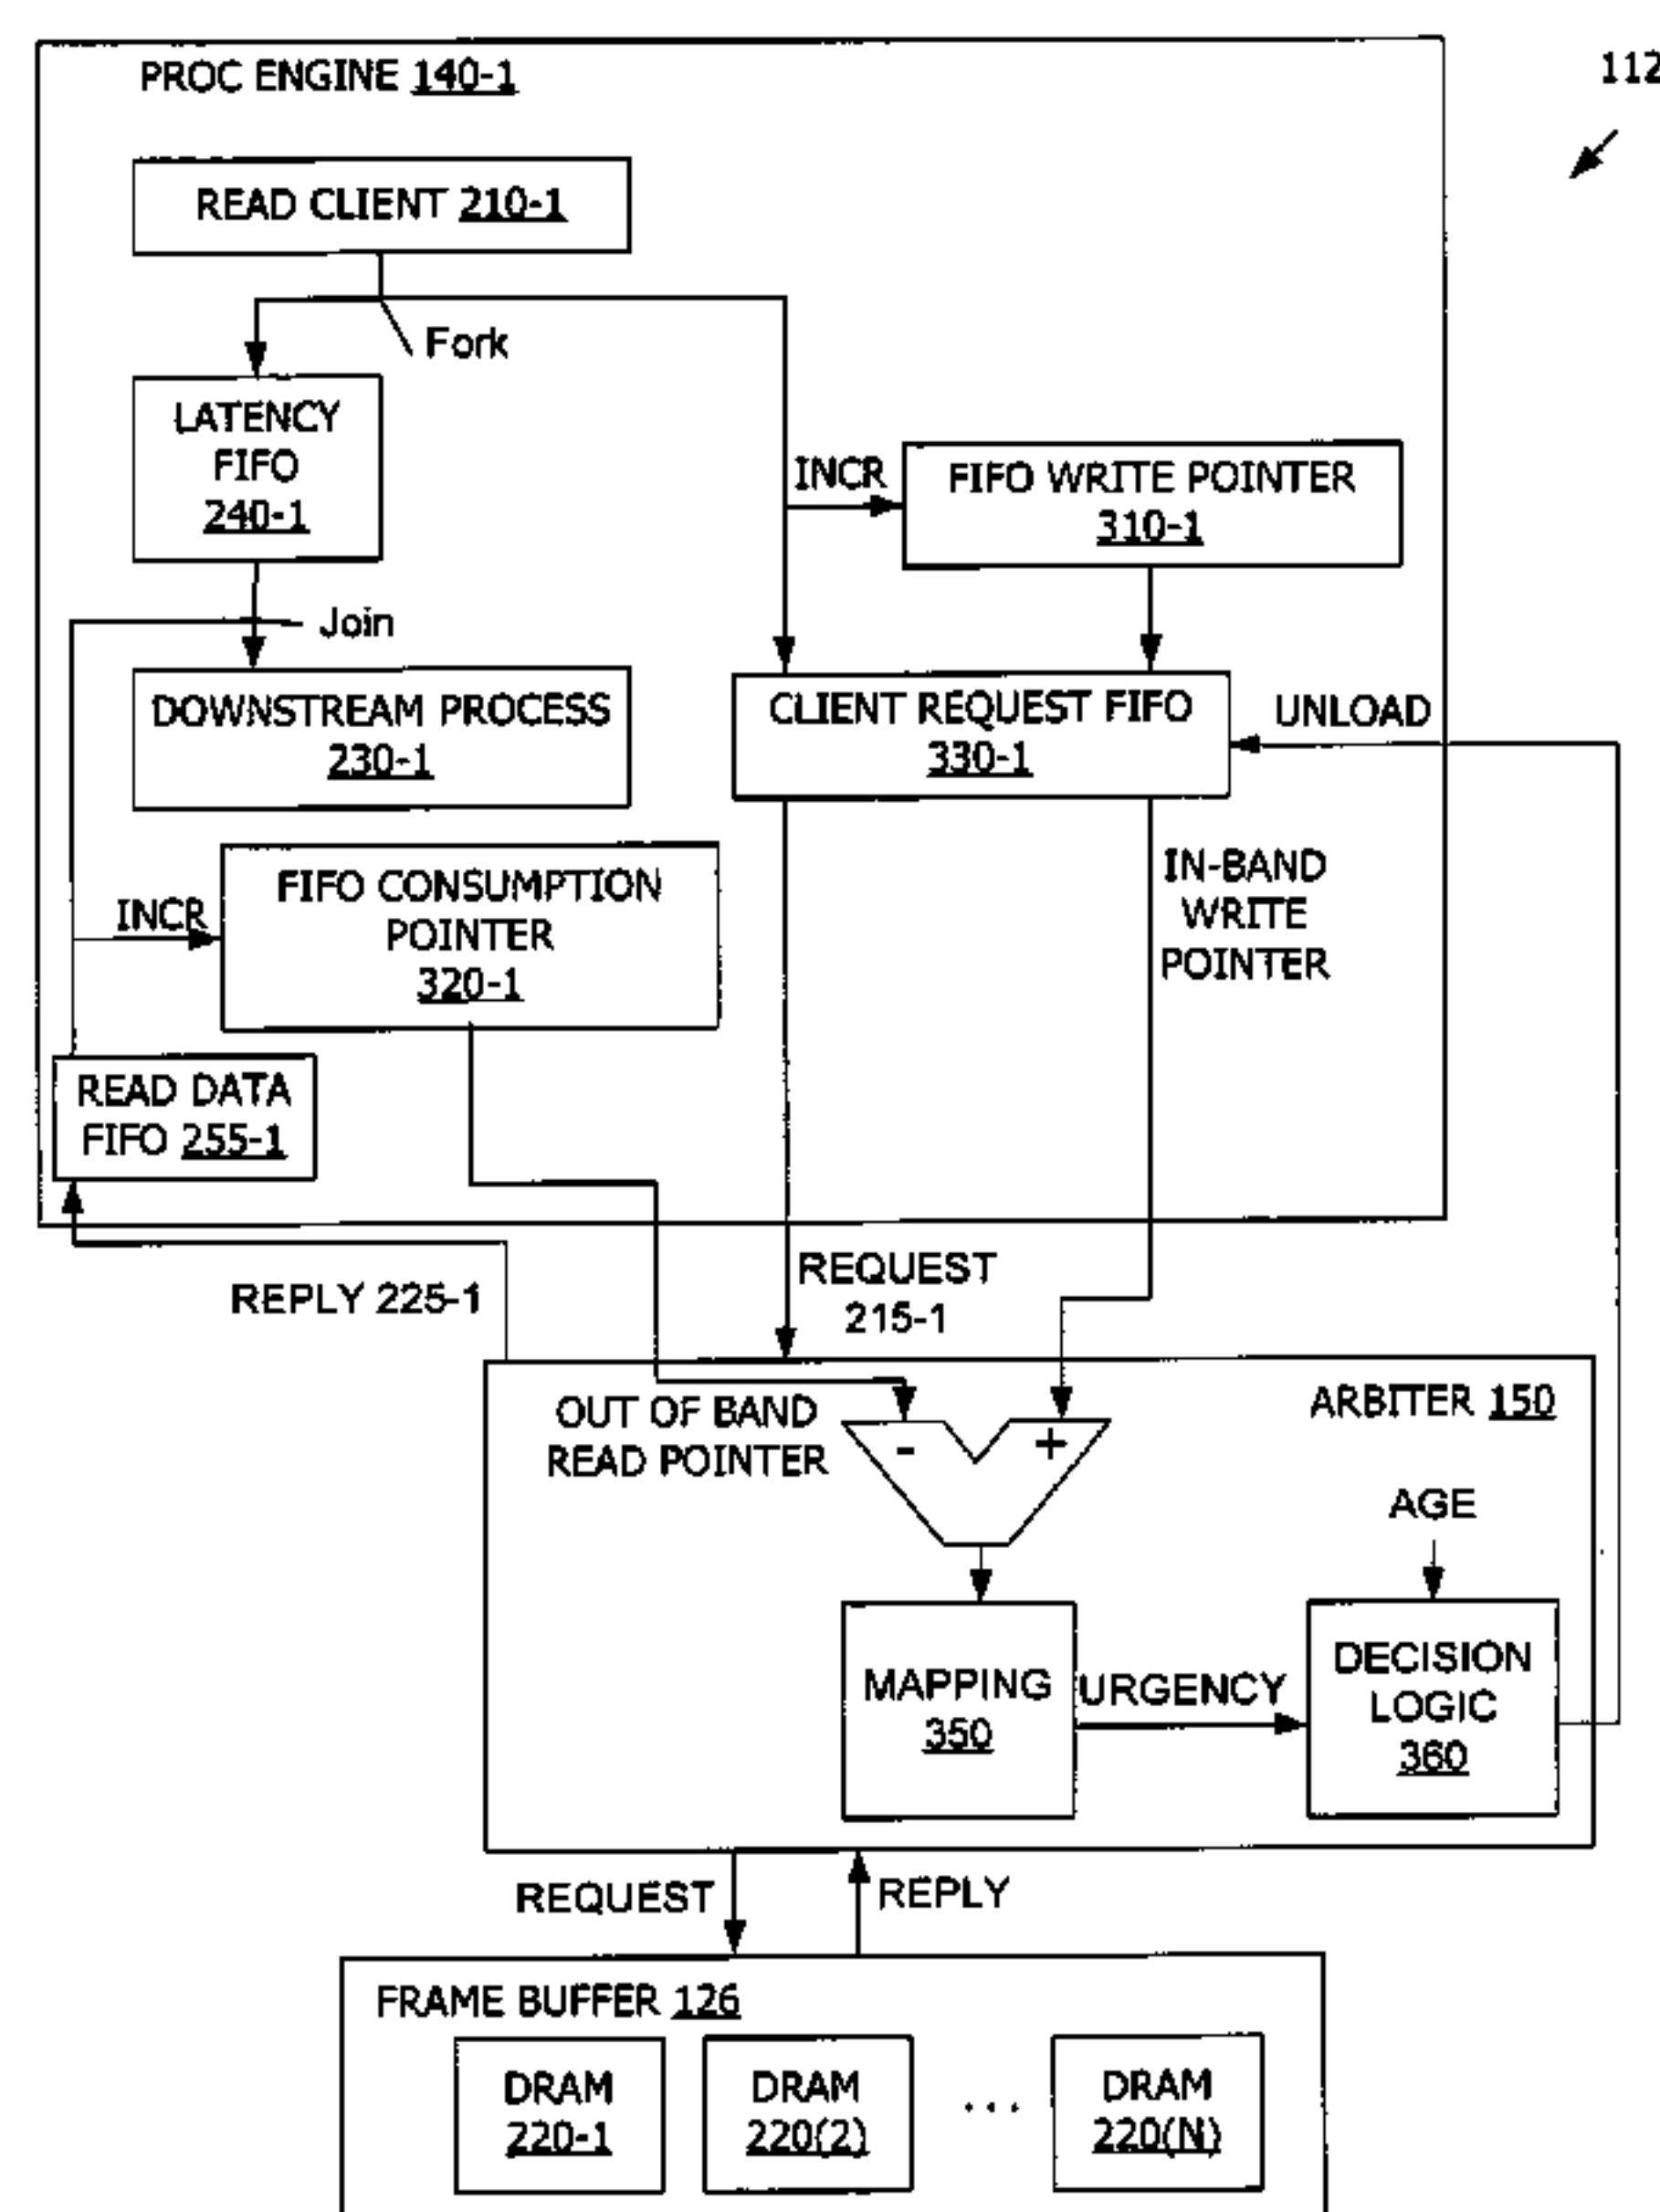 PROC ENGINE 140-1
112
READ CLIENT 210-1
Fork
LATENCY
FIFO
240-1
INCR
FIFO WRITE POINTER
310-1
Join
DOWNSTREAM PROCESS
230-1
CLIENT REQUEST FIFO
330-1
UNLOAD
INCR
FIFO CONSUMPTION
POINTER
320-1
IN-BAND
WRITE
POINTER
READ DATA
FIFO 255-1
REPLY 225-1
REQUEST
215-1
OUT OF BAND
READ POINTER
-
+
ARBITER 150
AGE
MAPPING
350
URGENCY
DECISION
LOGIC
360
REQUEST
REPLY
FRAME BUFFER 126
DRAM
220-1
DRAM
220(2)
...
DRAM
220(N)